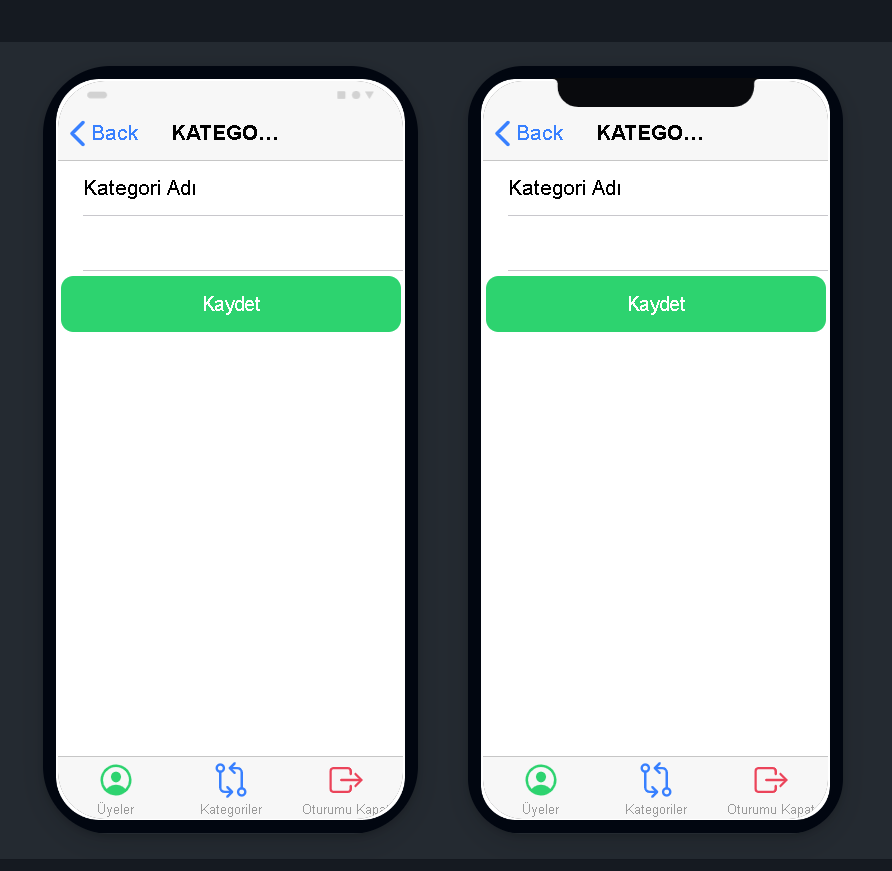 Back KATEGO...
Kategori Adı
Kaydet
Üyeler Kategoriler Oturumu Kapat
Back KATEGO...
Kategori Adı
Kaydet
Üyeler Kategoriler Oturumu Kapat